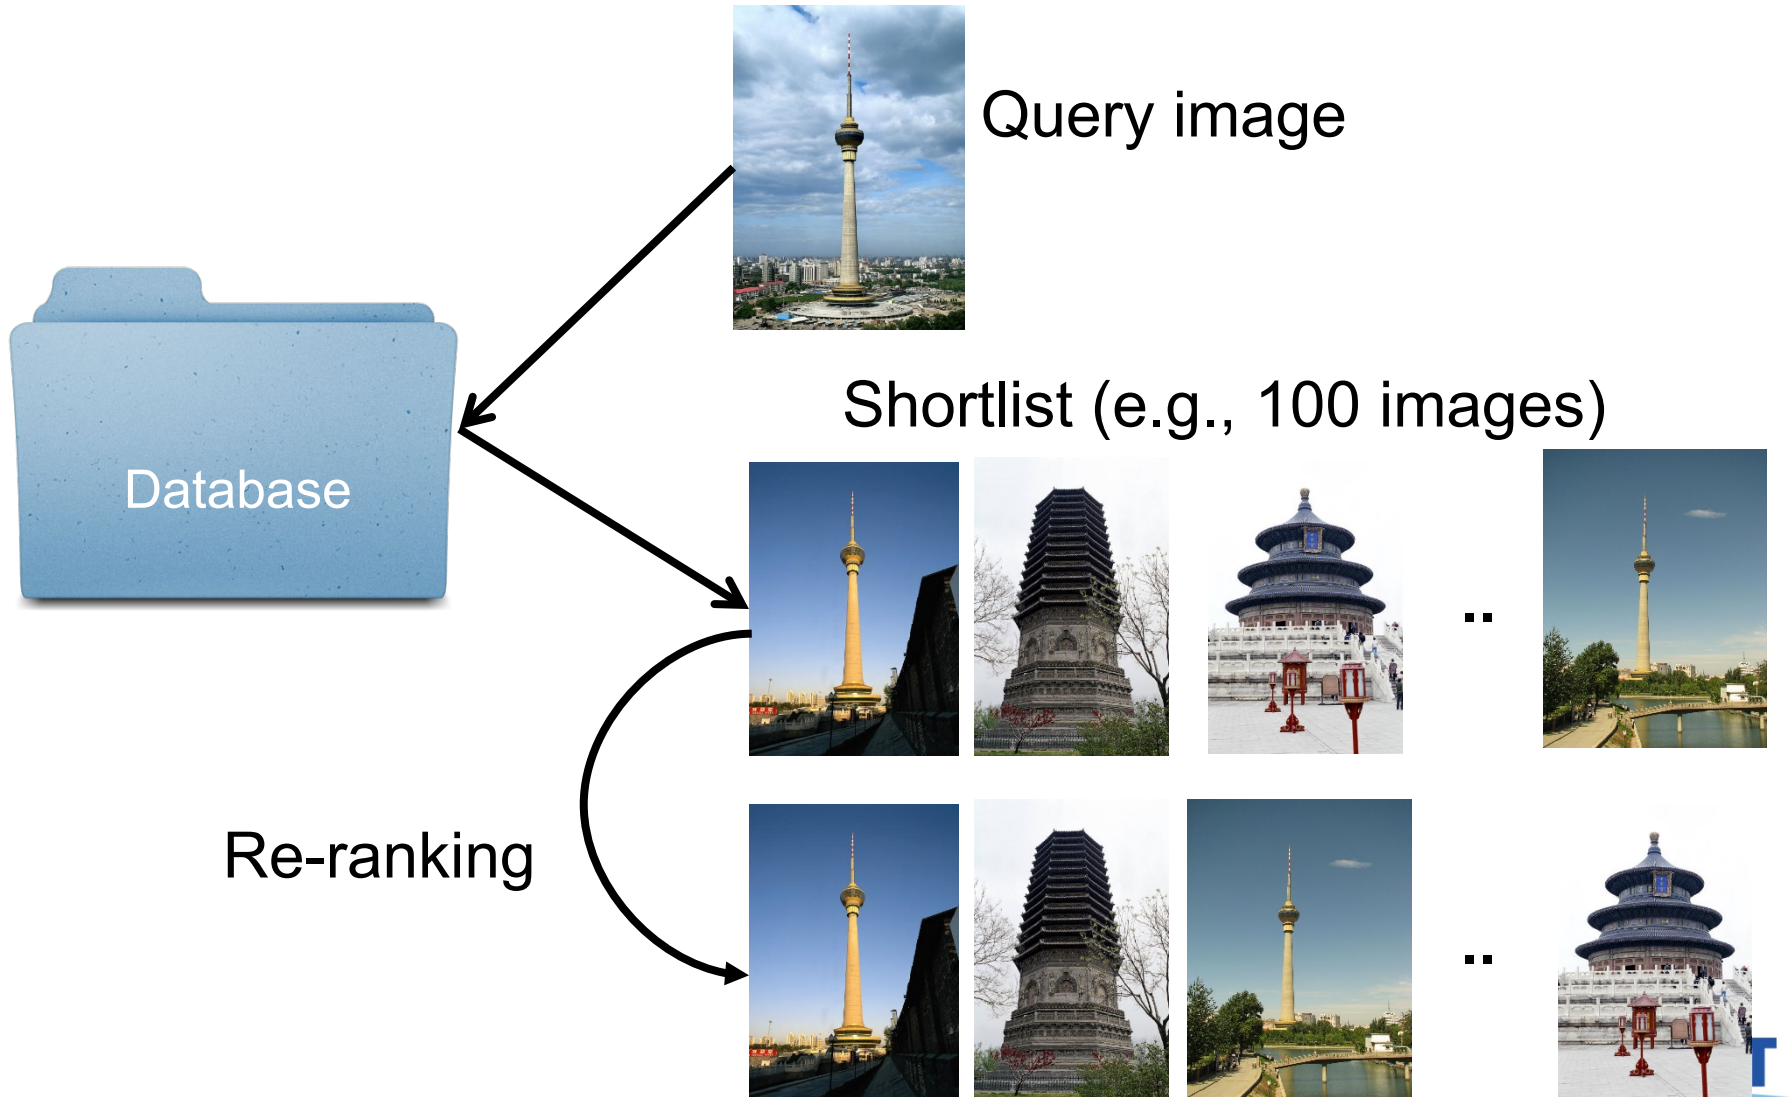 Query image
Shortlist (e.g., 100 images)
Database
..
Re-ranking
..